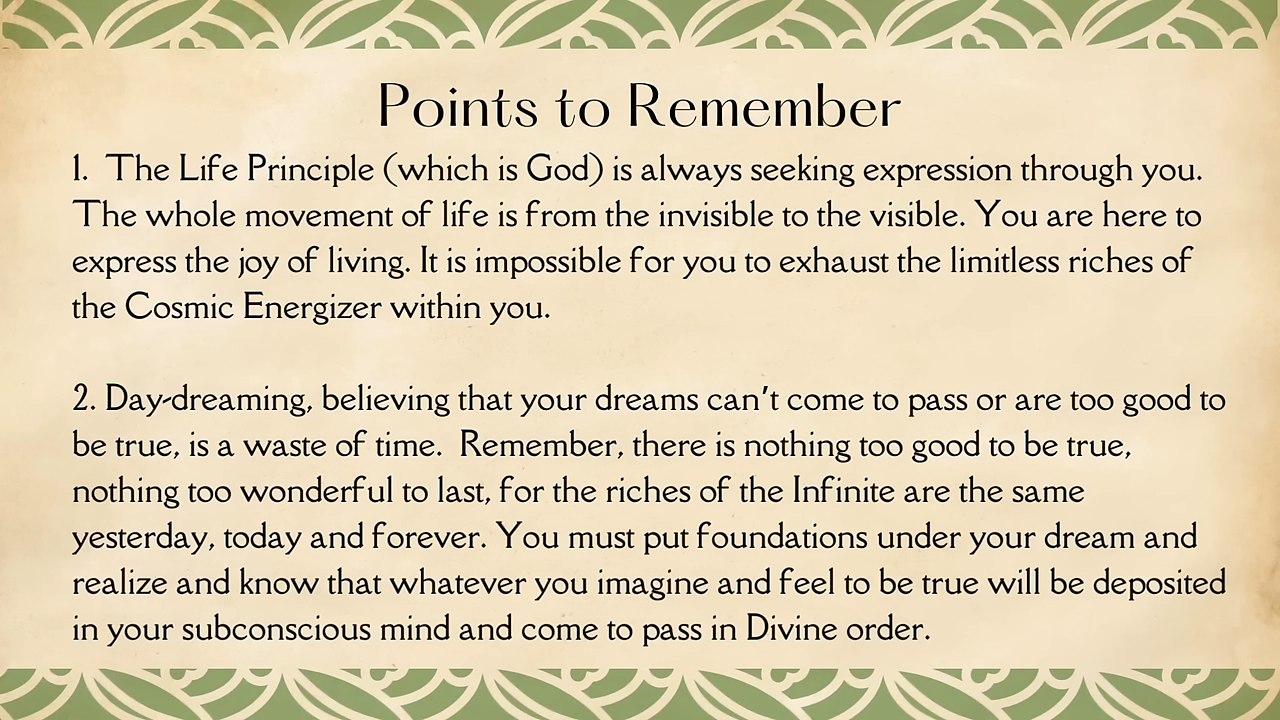 Points to Remember
1.  The Life Principle (which is God) is always seeking expression through you.
The whole movement of life is from the invisible to the visible. You are here to
express the joy of living. It is impossible for you to exhaust the limitless riches of
the Cosmic Energizer within you.
2. Day-dreaming, believing that your dreams can't come to pass or are too good to
be true, is a waste of time.  Remember, there is nothing too good to be true,
nothing too wonderful to last, for the riches of the Infinite are the same
yesterday, today and forever. You must put foundations under your dream and
realize and know that whatever you imagine and feel to be true will be deposited
in your subconscious mind and come to pass in Divine order.